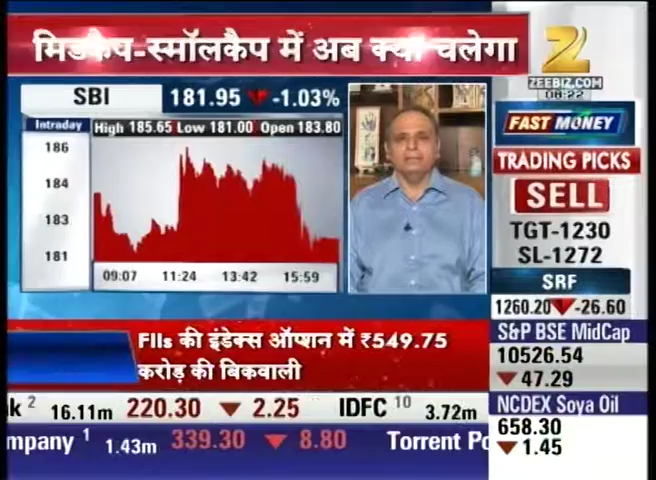 मिडकैप-स्मॉलकैप में अब क्या चलेगा
ZEEBIZ.COM
08:22
SBI 181.95 -1.03%
Intraday High 185.65 Low 181.00 Open 183.80
186
184
183
181
09:07 11:24 13:42 15:59
FAST MONEY
TRADING PICKS
SELL
TGT-1230
SL-1272
SRF
1260.20 -26.60
S&P BSE MidCap
10526.54
47.29
NCDEX Soya Oil
658.30
1.45
FIIs की इंडेक्स ऑप्शन में ₹549.75
करोड़ की बिकवाली
k 2 16.11m 220.30 2.25 IDFC 10 3.72m
mpany 1 1.43m 339.30 8.80 Torrent Po